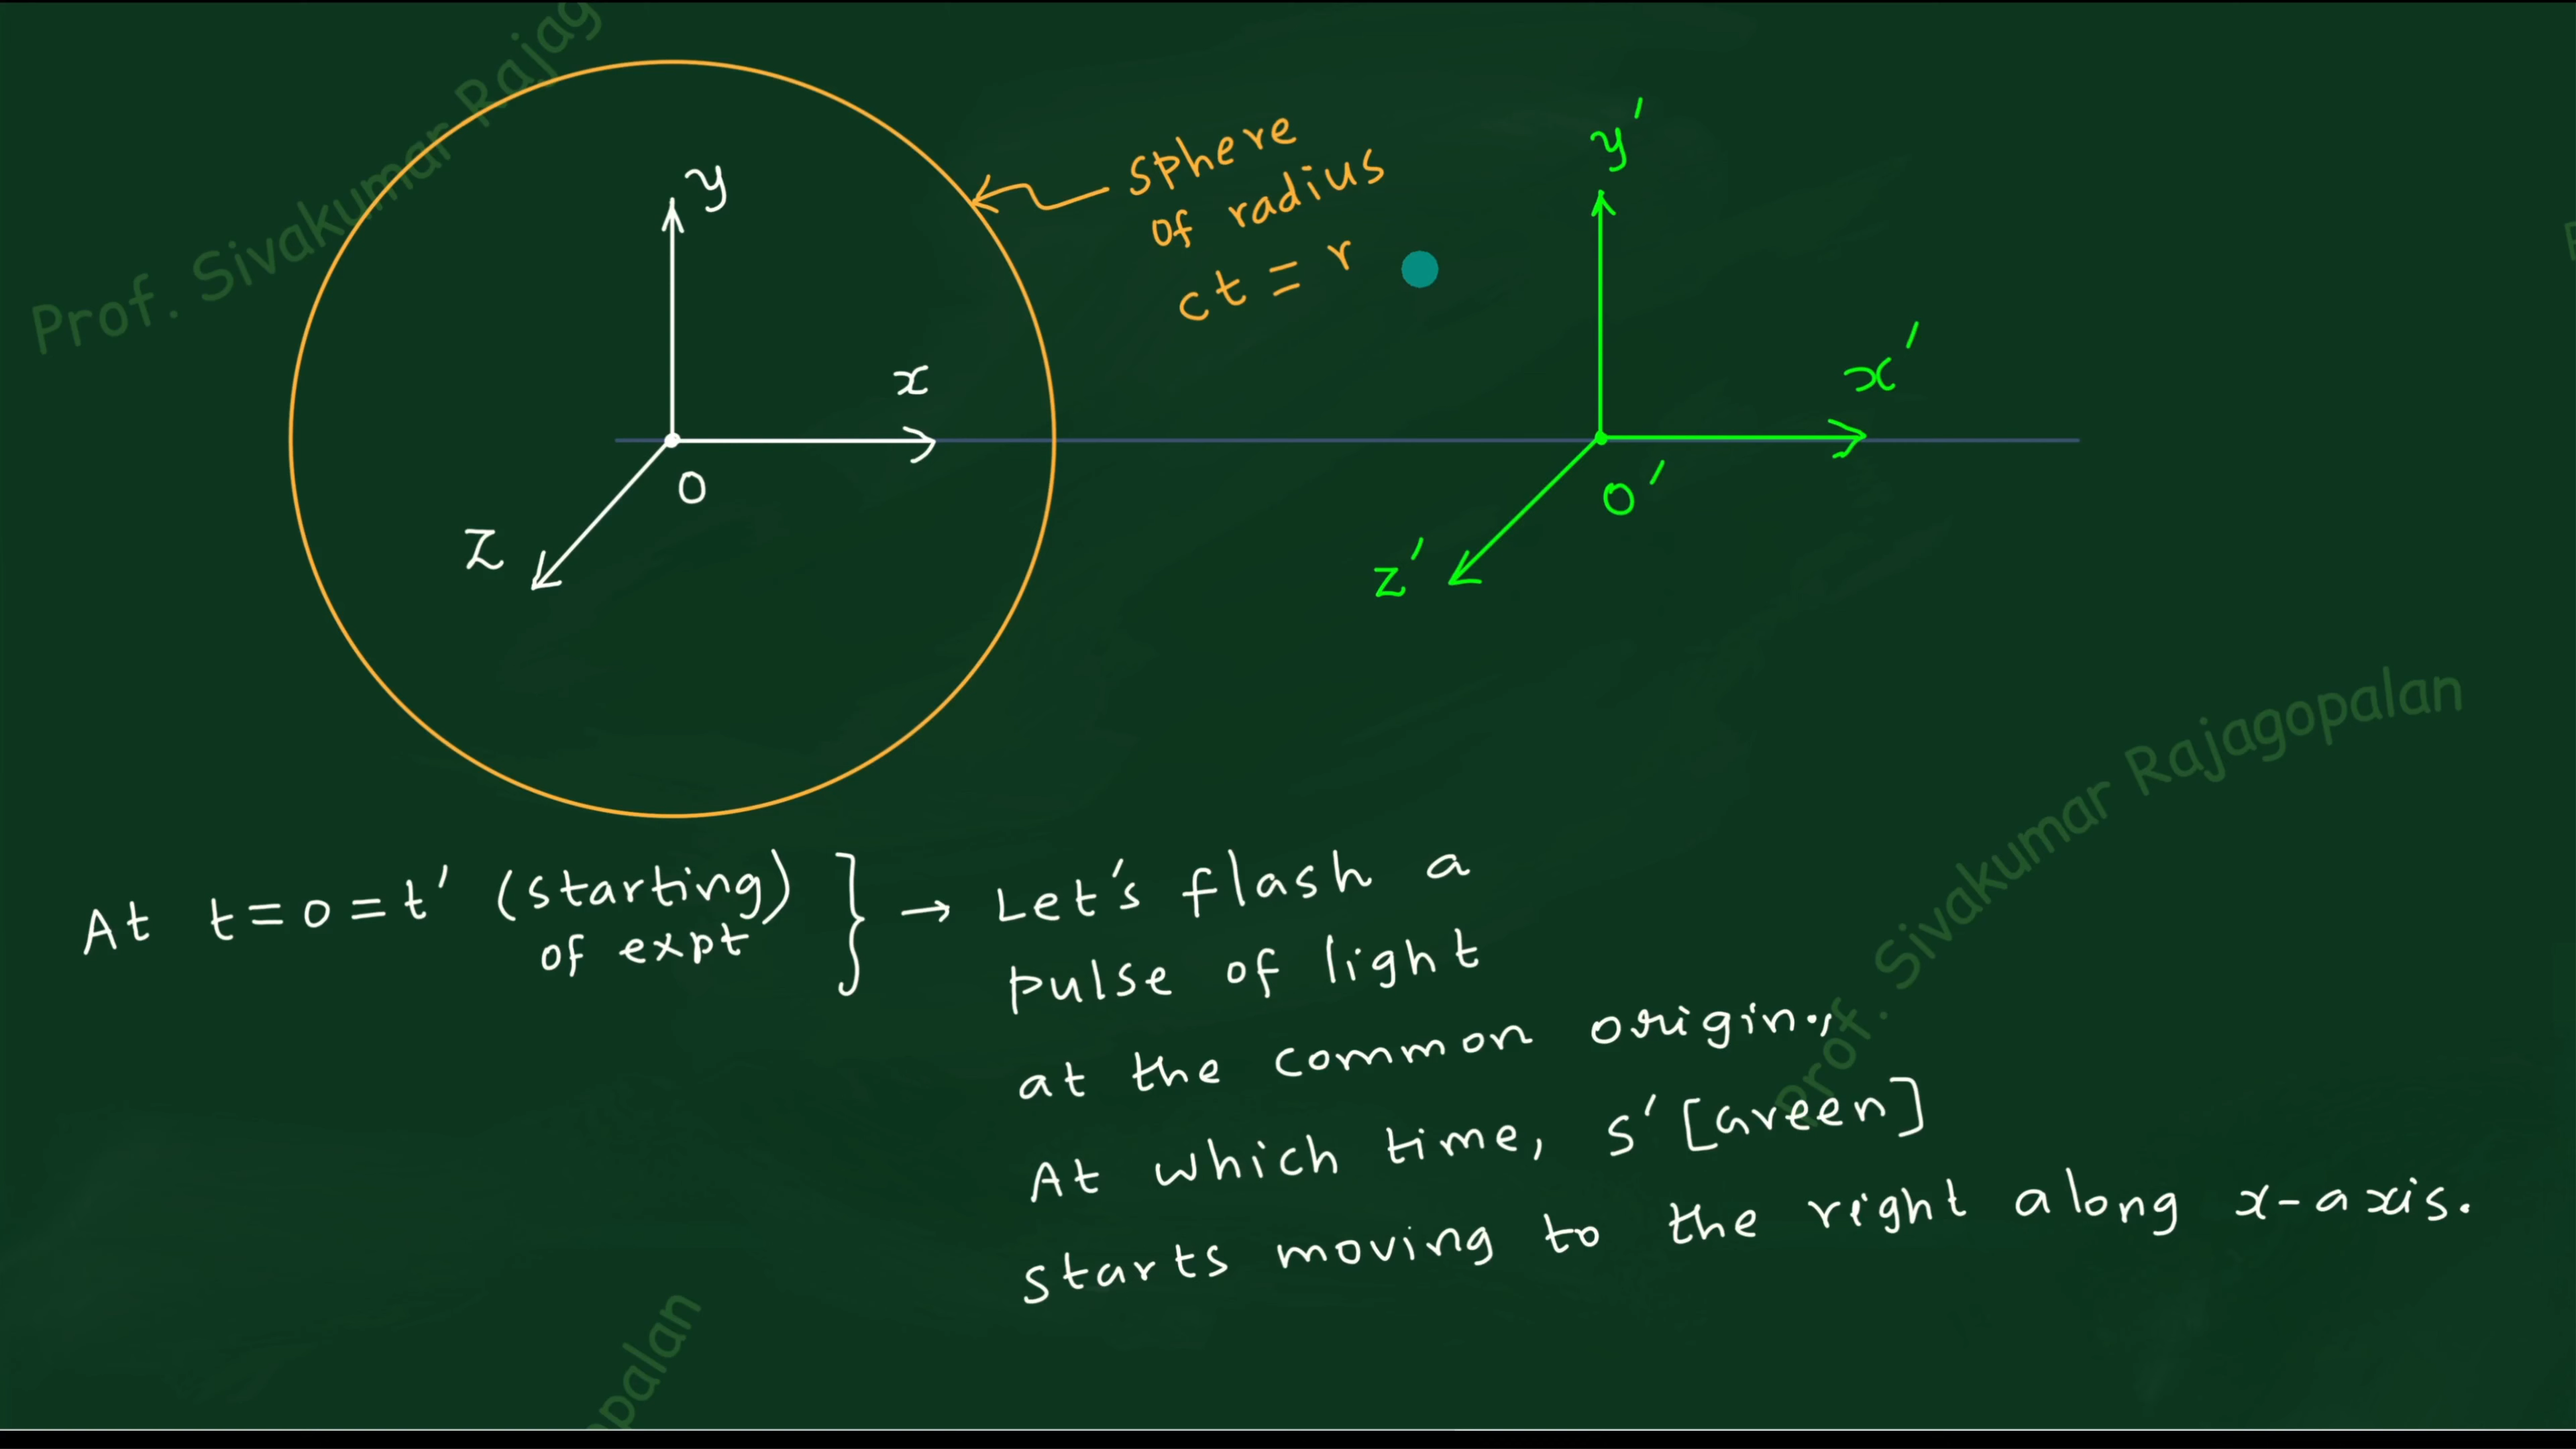 Prof. Sivakumar Rajag
y
sphere
of radius
ct = r
x
O
z
y'
x'
O'
z'
At t=0=t' (starting) } → Let's flash a
of expt
pulse of light
at the common origin.,
At which time, S' [Green]
starts moving to the right along x-axis.
Prof. Sivakumar Rajagopalan
opalan